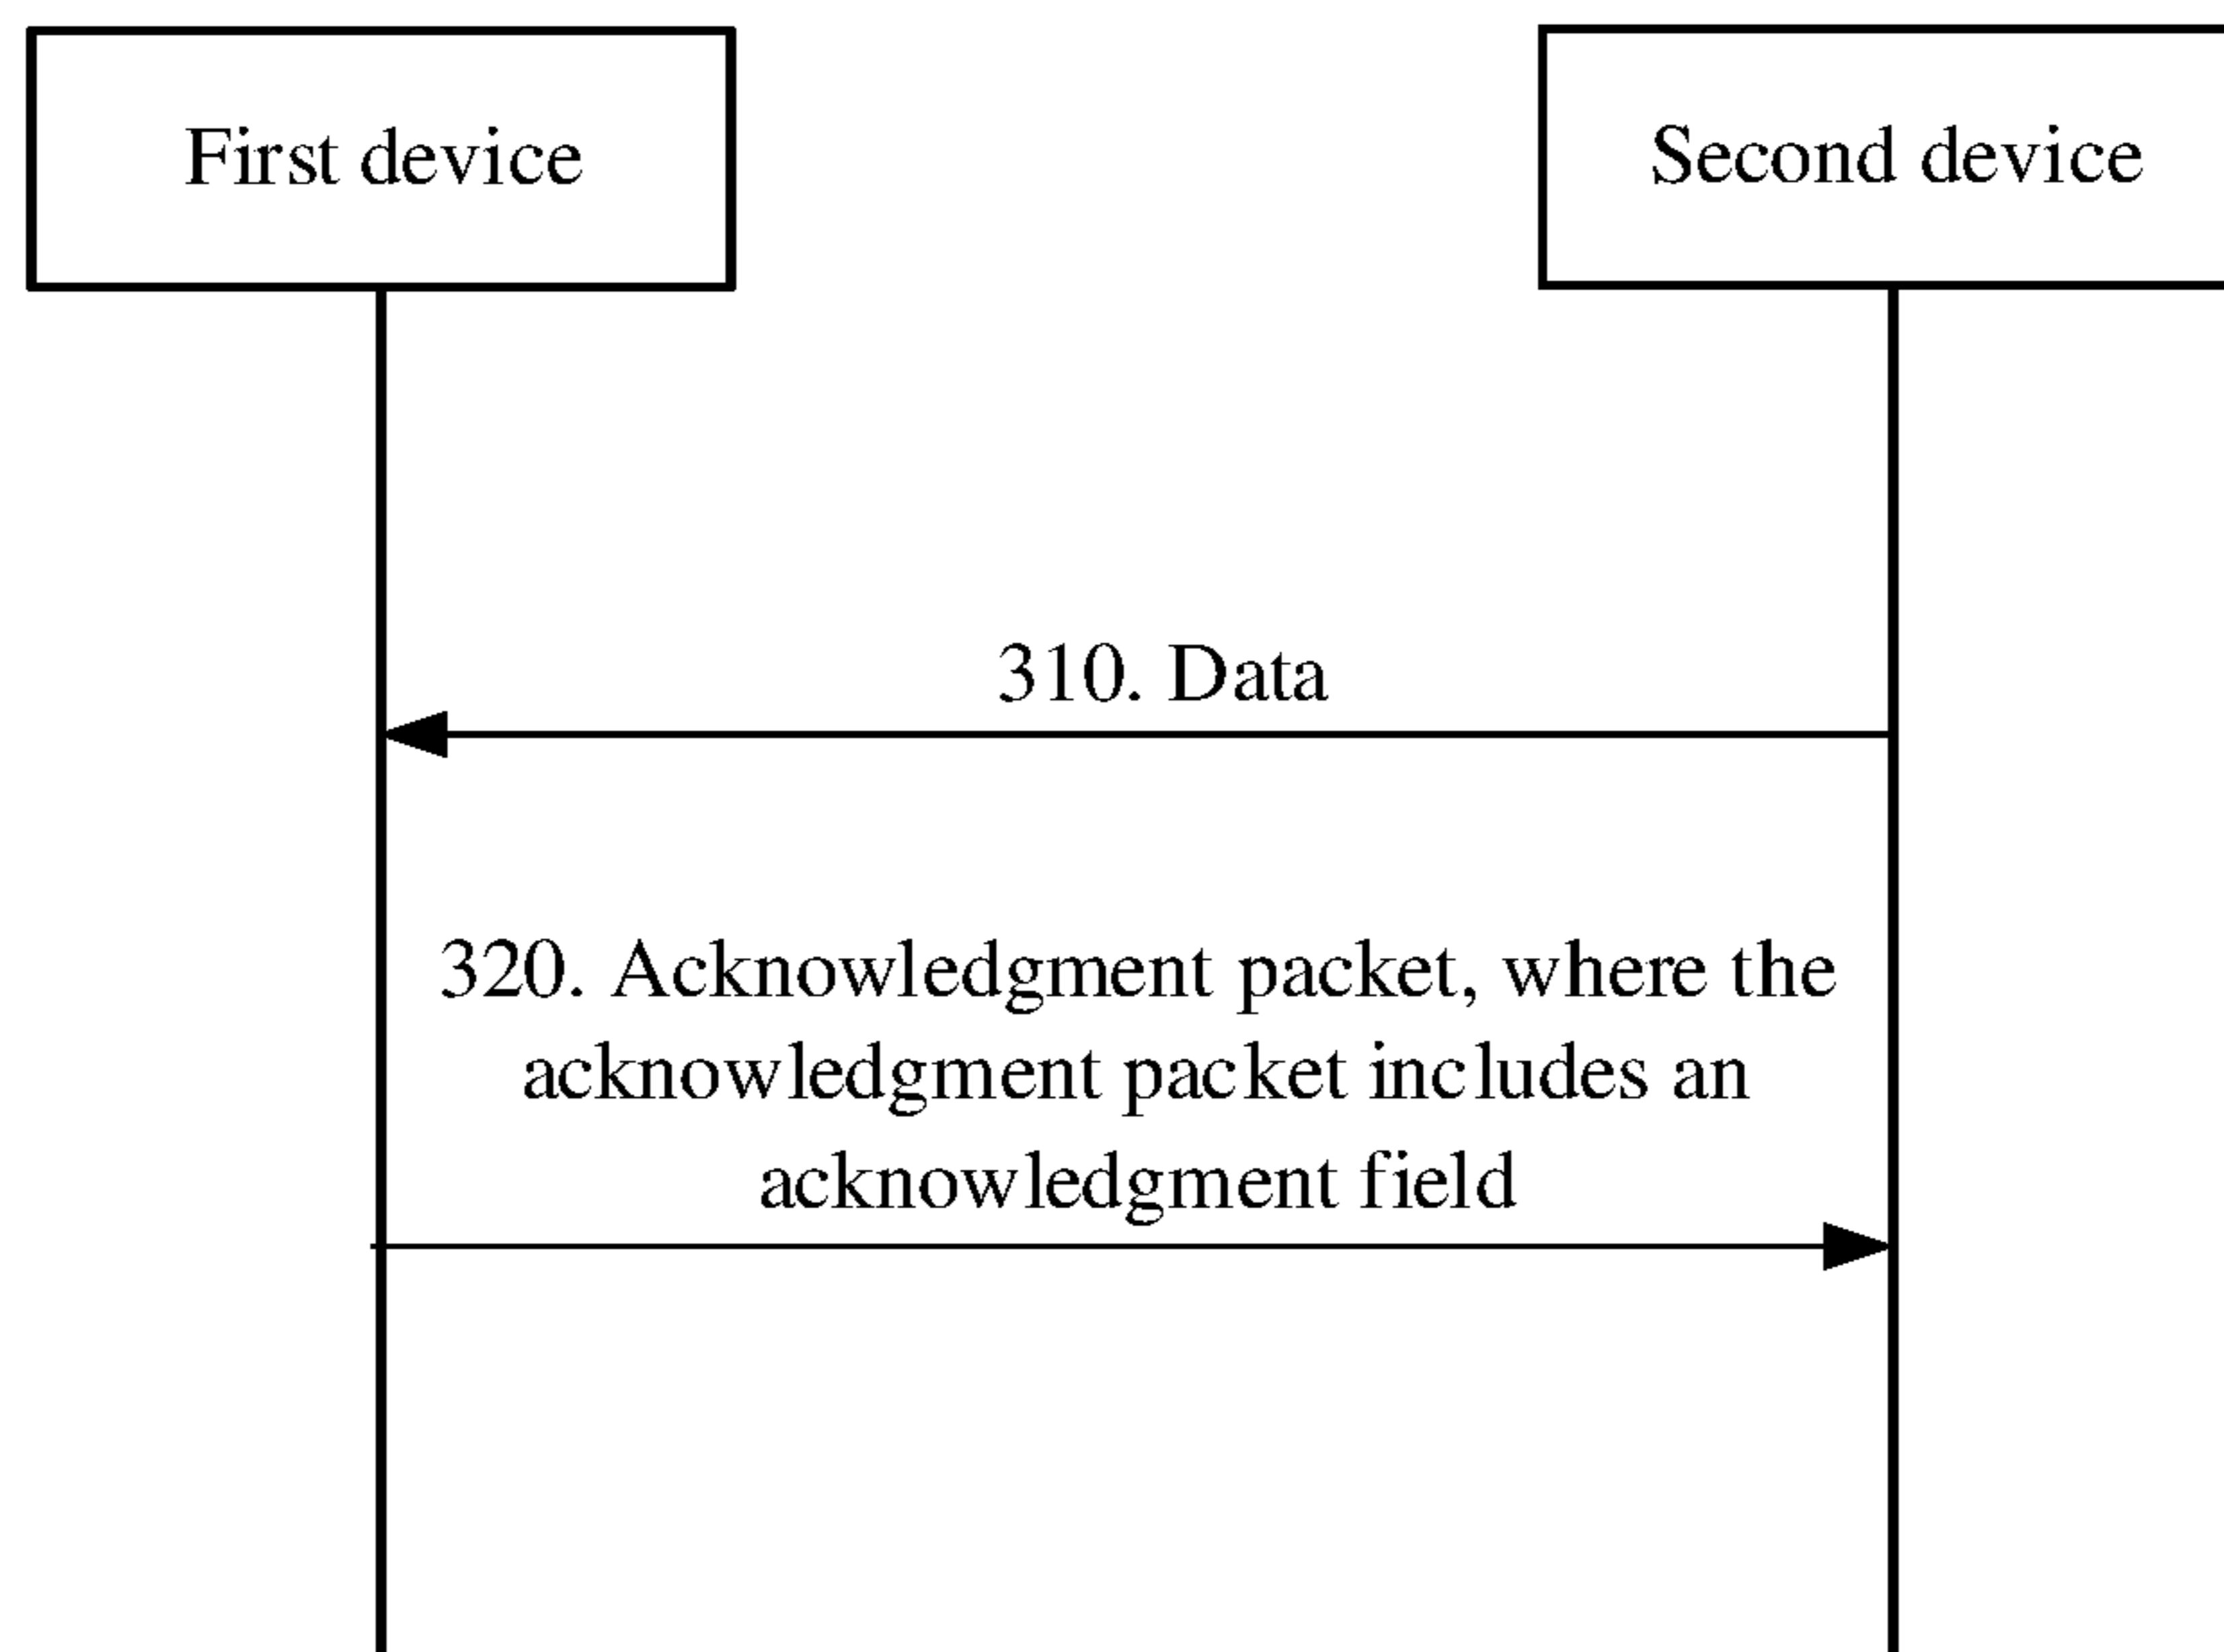 First device
Second device
310. Data
320. Acknowledgment packet, where the
acknowledgment packet includes an
acknowledgment field